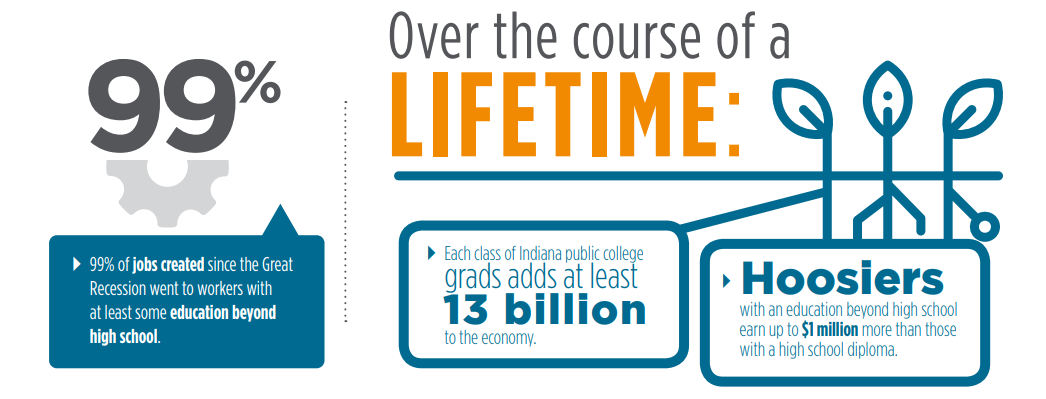 99%
99% of jobs created since the Great
Recession went to workers with
at least some education beyond
high school.
Over the course of a
LIFETIME:
Each class of Indiana public college
grads adds at least
13 billion
to the economy.
Hoosiers
with an education beyond high school
earn up to $1 million more than those
with a high school diploma.